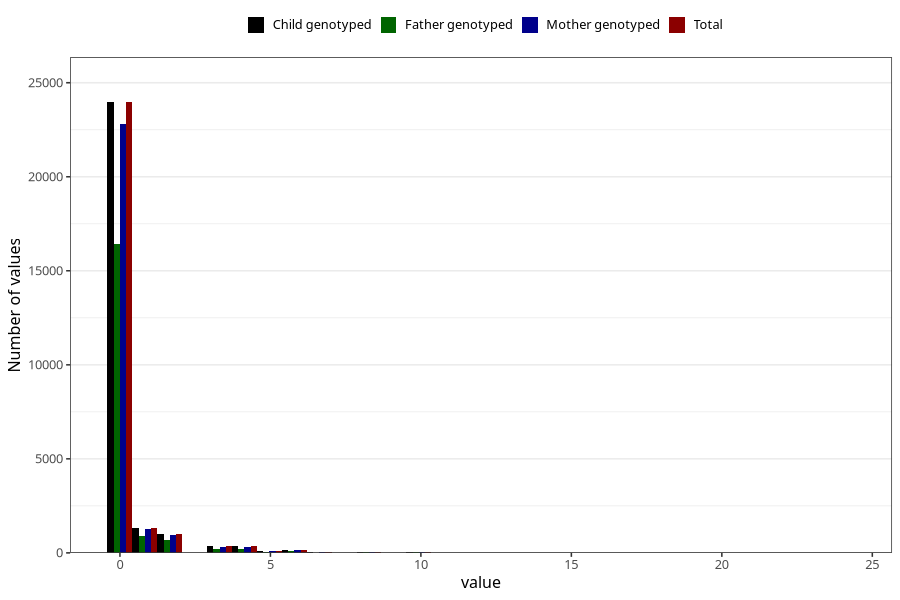 Child genotyped Father genotyped Mother genotyped Total
Number of values
25000
20000
15000
10000
5000
0
0 5 10 15 20 25
value